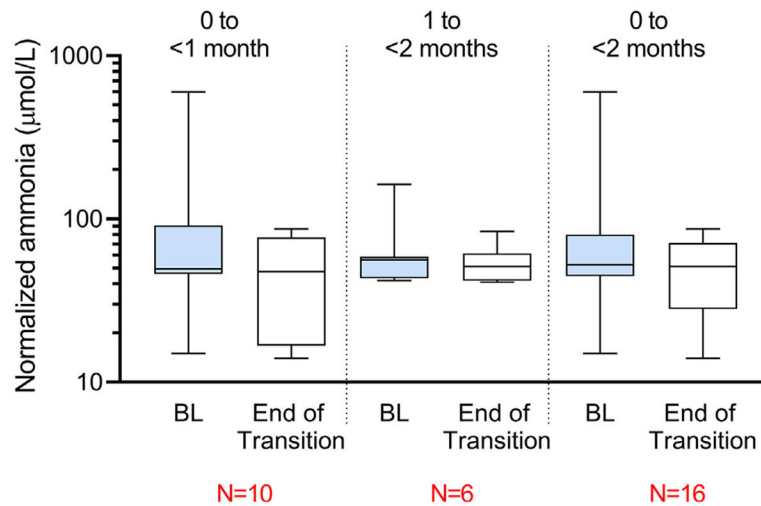 0 to
<1 month
1 to
<2 months
0 to
<2 months
Normalized ammonia (μmol/L)
1000
100
10
BL
End of
Transition
BL
End of
Transition
BL
End of
Transition
N=10
N=6
N=16